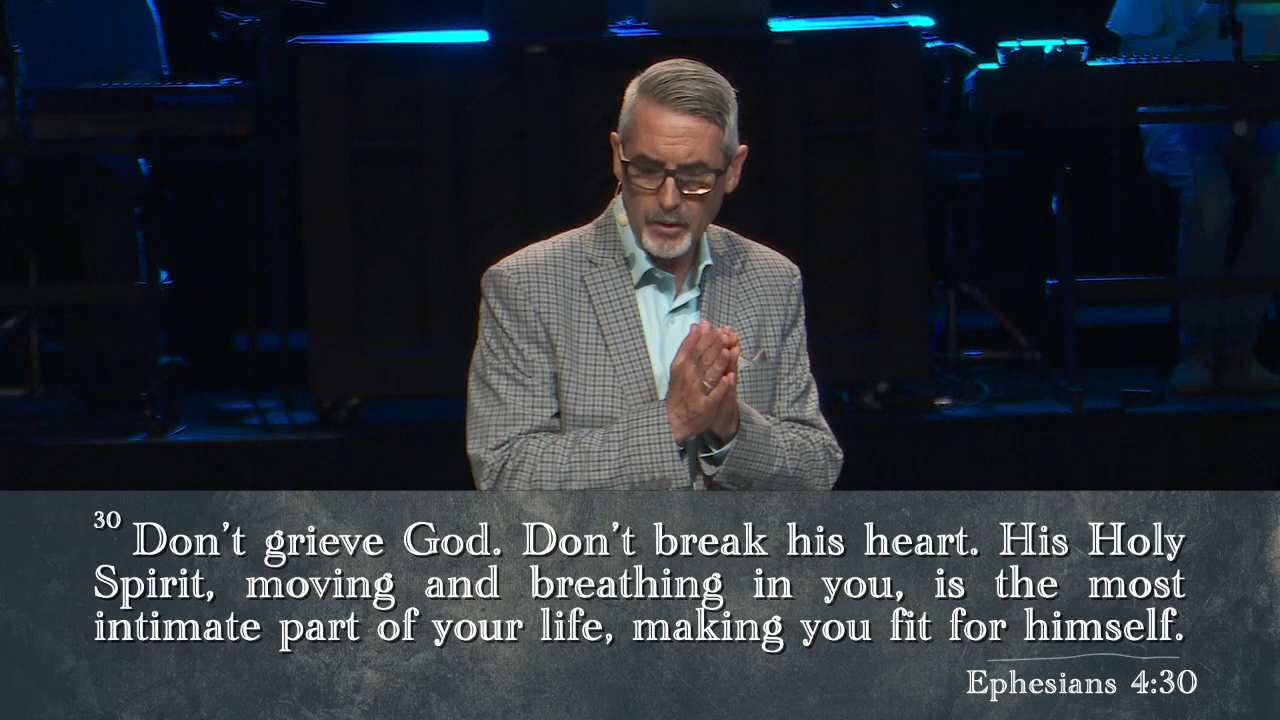 30 Don't grieve God. Don't break his heart. His Holy
Spirit, moving and breathing in you, is the most
intimate part of your life, making you fit for himself.
Ephesians 4:30